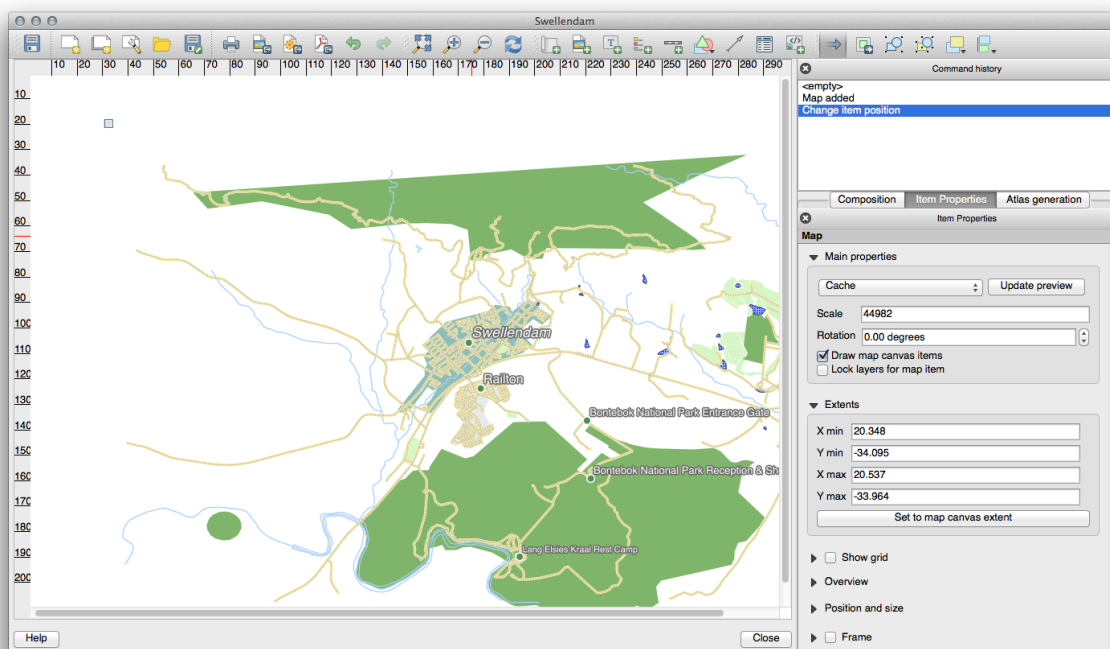 Swellendam
10 20 30 40 50 60 70 80 90 100 110 120 130 140 150 160 170 180 190 200 210 220 230 240 250 260 270 280 290
Command history
<empty>
Map added
Change item position
Composition
Item Properties
Atlas generation
Item Properties
Map
Main properties
Cache
Update preview
Scale 44982
Rotation 0.00 degrees
Draw map canvas items
Lock layers for map item
Extents
X min 20.348
Y min -34.095
X max 20.537
Y max -33.964
Set to map canvas extent
Show grid
Overview
Position and size
Frame
10
20
30
40
50
60
70
80
90
100
110
120
130
140
150
160
170
180
190
200
Swellendam
Railton
Bontebok National Park Entrance Gate
Bontebok National Park Reception & Sh
Lang Elsies Kraal Rest Camp
Help
Close